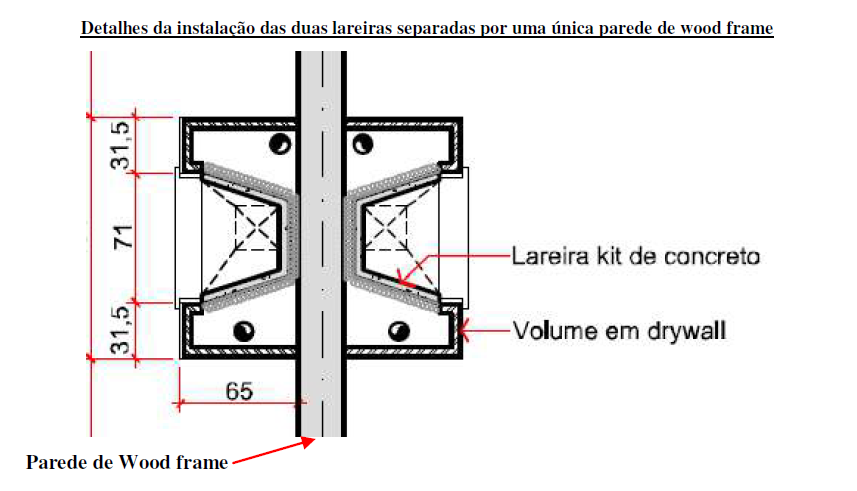 Detalhes da instalação das duas lareiras separadas por uma única parede de wood frame
31,5
71
31,5
65
Lareira kit de concreto
Volume em drywall
Parede de Wood frame